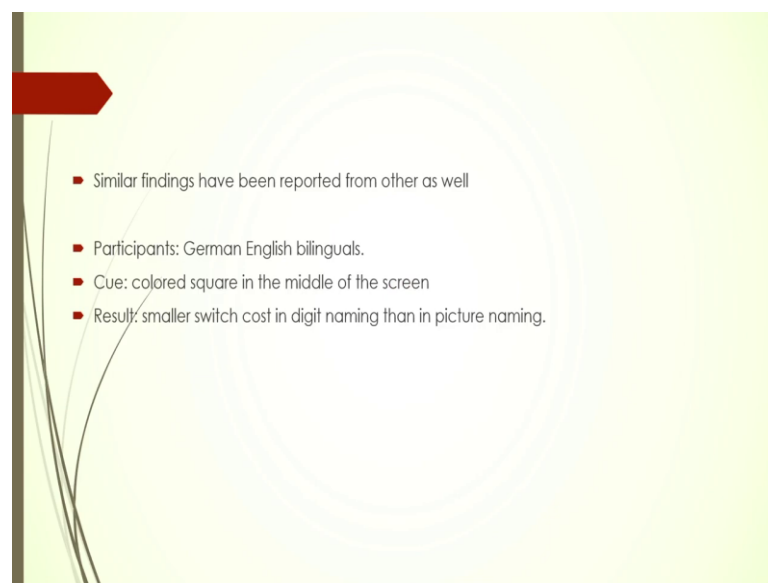 Similar findings have been reported from other as well
Participants: German English bilinguals.
Cue: colored square in the middle of the screen
Result: smaller switch cost in digit naming than in picture naming.